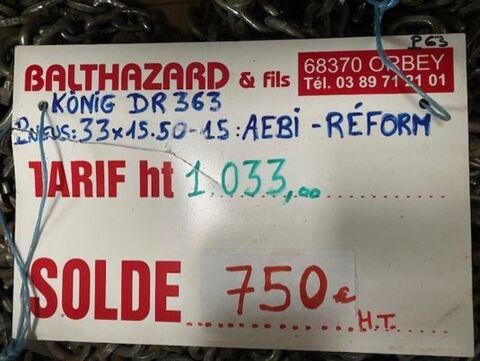 P63
BALTHAZARD & fils
68370 ORBEY
Tél. 03 89 71 21 01
KÖNIG DR 363
PNEUS: 33x15.50-15: AEBI - RÉFORM
TARIF ht 1.033,00
SOLDE 750€
H.T.